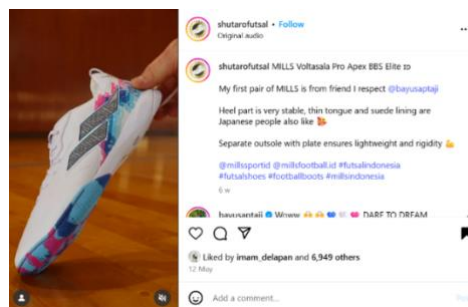 shutarofutsal • Follow
Original audio
shutarofutsal MILLS Voltasala Pro Apex BBS Elite
My first pair of MILLS is from friend I respect @bayusaptaji
Heel part is very stable, thin tongue and suede lining are
Japanese people also like
Separate outsole with plate ensures lightweight and rigidity 💪
@millssportid @millsfootball.id #futsalindonesia
#futsalshoes #footballboots #millsindonesia
6 w
bayusaptaji Woww DARE TO DREAM
Liked by imam_delapan and 6,949 others
12 May
Add a comment...